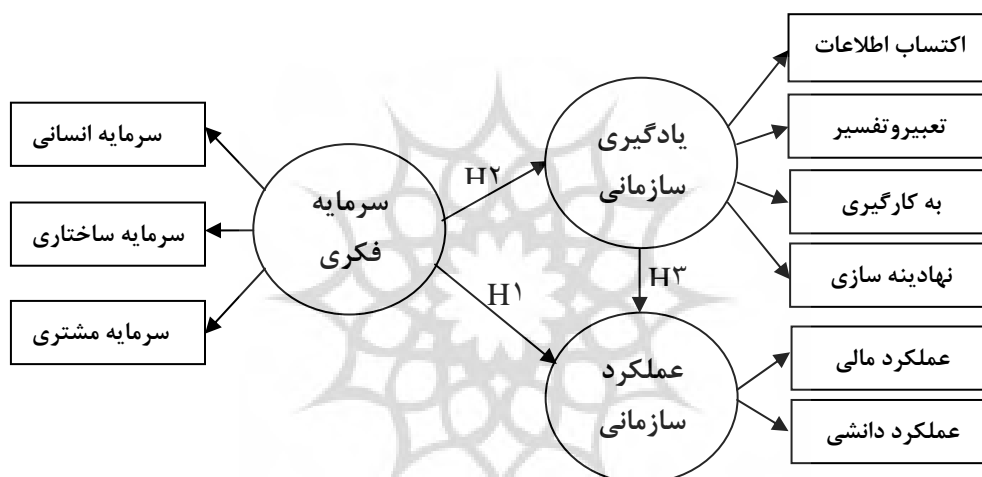 اکتساب اطلاعات
تعبیروتفسیر
به کارگیری
نهادینه سازی
یادگیری
سازمانی
H۲
سرمایه انسانی
سرمایه ساختاری
سرمایه مشتری
سرمایه
فکری
H۱
H۳
عملکرد
سازمانی
عملکرد مالی
عملکرد دانشی